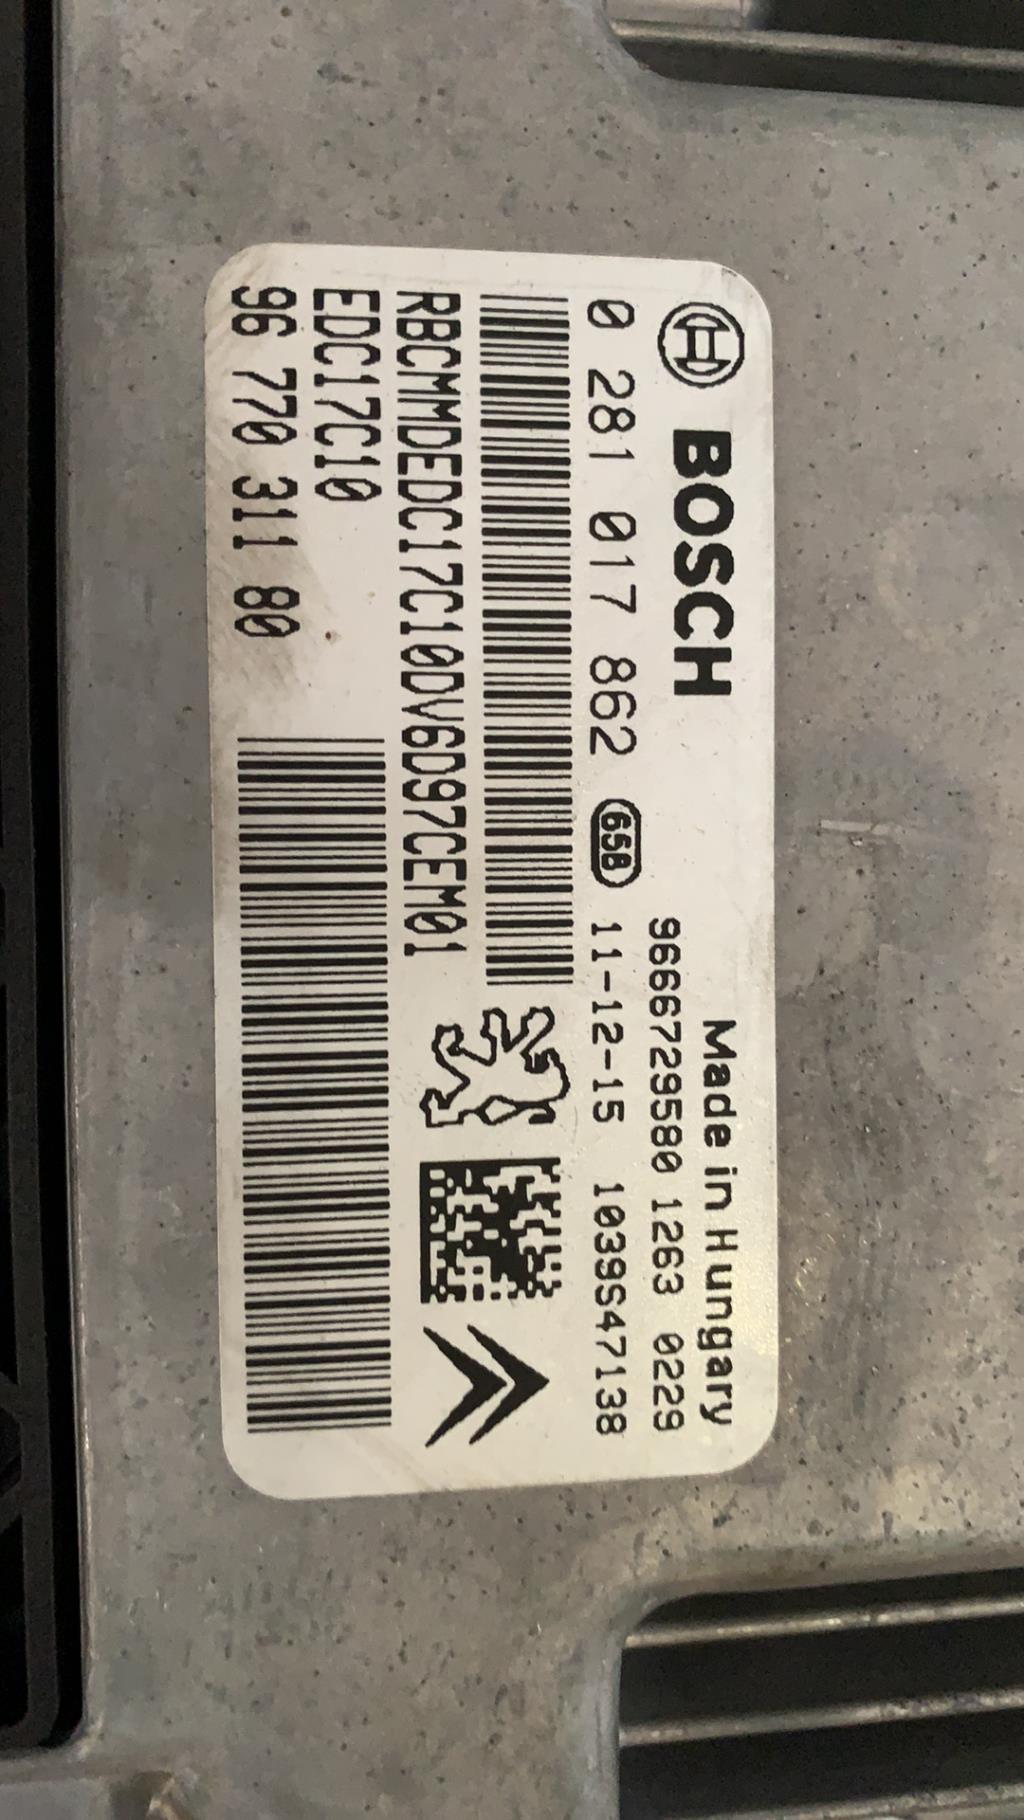 BOSCH
Made in Hungary
9666729580 1263 0229
0 281 017 862 658 11-12-15 1039S47138
RBCMMDEDC17C10DV6D97CEM01
EDC17C10
96 770 311 80